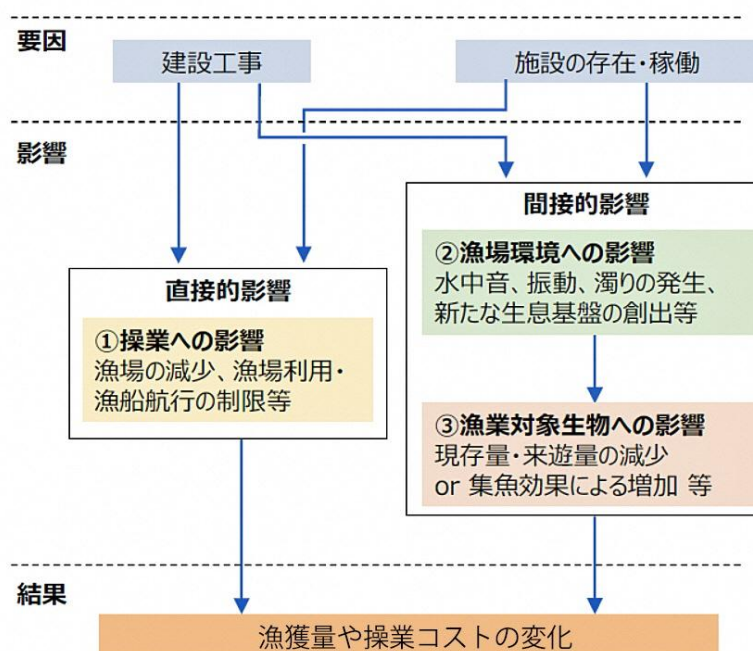 要因
建設工事
施設の存在・稼働
影響
間接的影響
②漁場環境への影響
水中音、振動、濁りの発生、
新たな生息基盤の創出等
直接的影響
①操業への影響
漁場の減少、漁場利用・
漁船航行の制限等
③漁業対象生物への影響
現存量・来遊量の減少
or 集魚効果による増加 等
結果
漁獲量や操業コストの変化